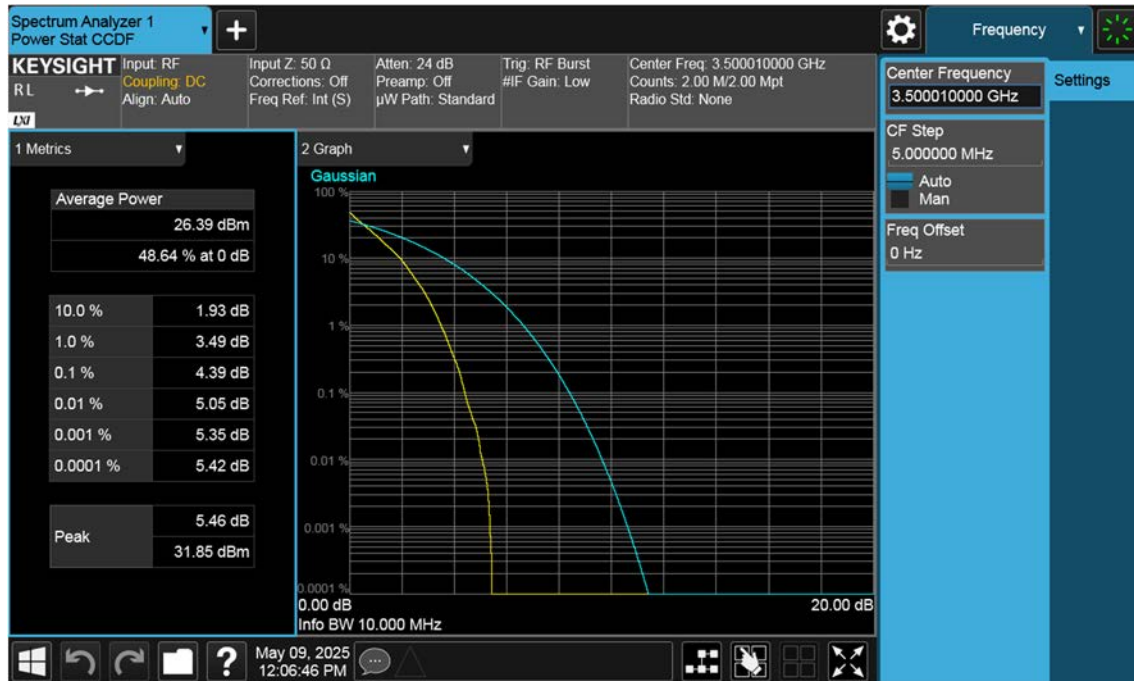 Spectrum Analyzer 1
Power Stat CCDF
Frequency
KEYSIGHT
R L
LXI
Input: RF
Coupling: DC
Align: Auto
Input Z: 50 Ω
Corrections: Off
Freq Ref: Int (S)
Atten: 24 dB
Preamp: Off
µW Path: Standard
Trig: RF Burst
#IF Gain: Low
Center Freq: 3.500010000 GHz
Counts: 2.00 M/2.00 Mpt
Radio Std: None
Center Frequency
3.500010000 GHz
Settings
CF Step
5.000000 MHz
Auto
Man
Freq Offset
0 Hz
1 Metrics
Average Power
26.39 dBm
48.64 % at 0 dB
10.0 % 1.93 dB
1.0 % 3.49 dB
0.1 % 4.39 dB
0.01 % 5.05 dB
0.001 % 5.35 dB
0.0001 % 5.42 dB
Peak
5.46 dB
31.85 dBm
2 Graph
Gaussian
100 %
10 %
1 %
0.1 %
0.01 %
0.001 %
0.0001 %
0.00 dB 20.00 dB
Info BW 10.000 MHz
?
May 09, 2025
12:06:46 PM